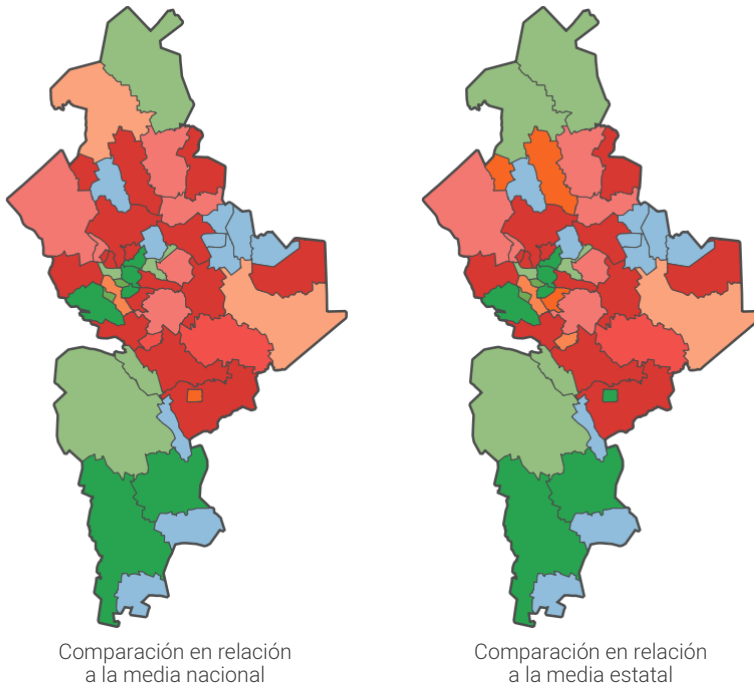 Comparación en relación
a la media nacional
Comparación en relación
a la media estatal